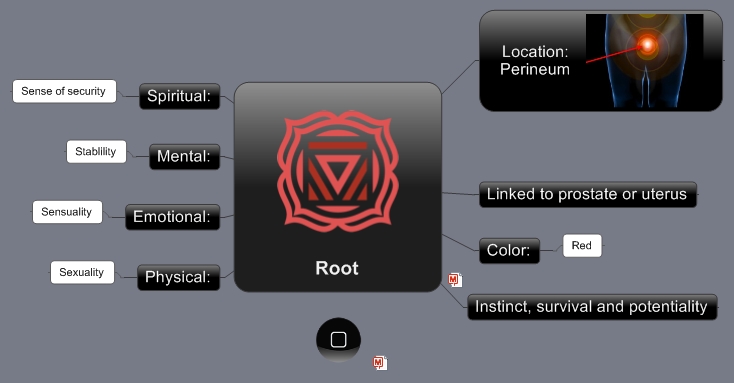 Location:
Perineum
Sense of security
Spiritual:
Stablility
Mental:
Linked to prostate or uterus
Sensuality
Emotional:
Color:
Red
Root
Sexuality
Physical:
Instinct, survival and potentiality